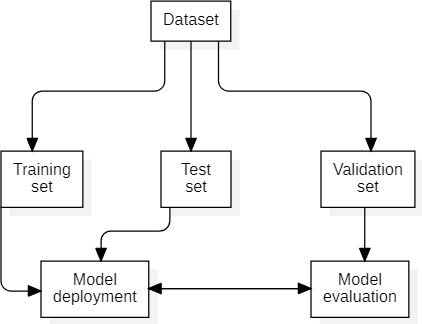 Dataset
Training
set
Test
set
Validation
set
Model
deployment
Model
evaluation